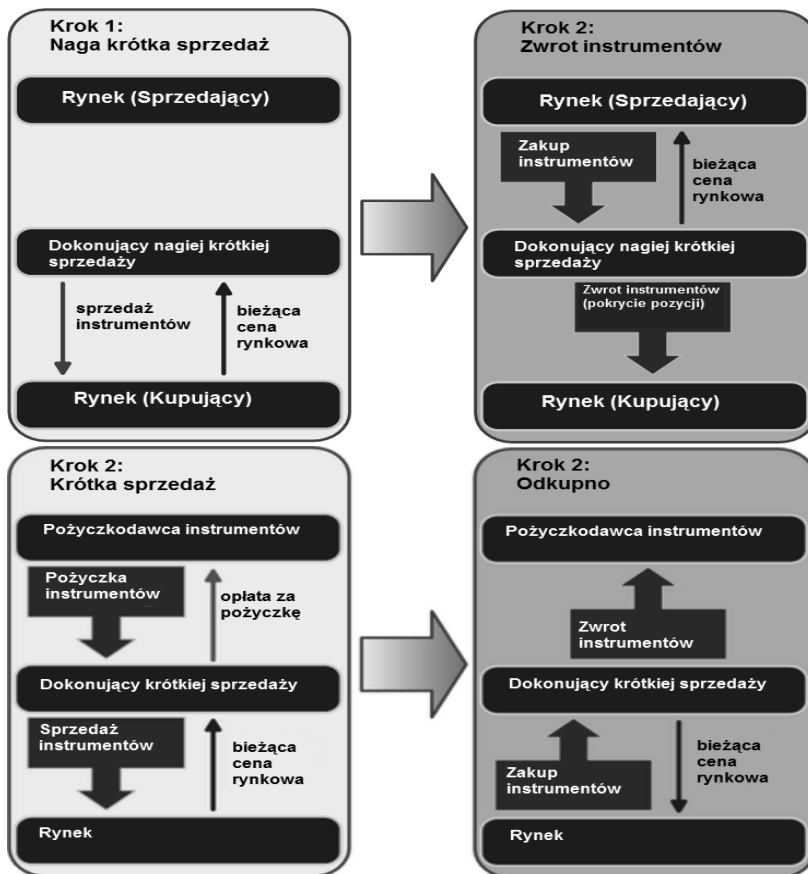 Krok 1:
Naga krótka sprzedaż
Rynek (Sprzedający)
Dokonujący nagiej krótkiej
sprzedaży
sprzedaż
instrumentów
bieżąca
cena
rynkowa
Rynek (Kupujący)
Krok 2:
Zwrot instrumentów
Rynek (Sprzedający)
Zakup
instrumentów
bieżąca
cena
rynkowa
Dokonujący nagiej krótkiej
sprzedaży
Zwrot instrumentów
(pokrycie pozycji)
Rynek (Kupujący)
Krok 2:
Krótka sprzedaż
Pożyczkodawca instrumentów
Pożyczka
instrumentów
opłata za
pożyczkę
Dokonujący krótkiej sprzedaży
Sprzedaż
instrumentów
bieżąca
cena
rynkowa
Rynek
Krok 2:
Odkupno
Pożyczkodawca instrumentów
Zwrot
instrumentów
Dokonujący krótkiej sprzedaży
Zakup
instrumentów
bieżąca
cena
rynkowa
Rynek